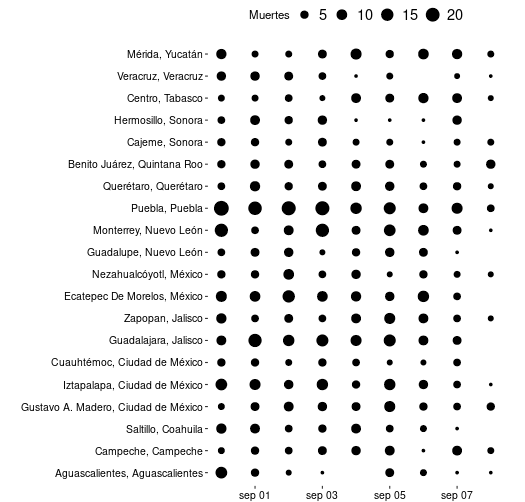 Muertes 5 10 15 20
Mérida, Yucatán
Veracruz, Veracruz
Centro, Tabasco
Hermosillo, Sonora
Cajeme, Sonora
Benito Juárez, Quintana Roo
Querétaro, Querétaro
Puebla, Puebla
Monterrey, Nuevo León
Guadalupe, Nuevo León
Nezahualcóyotl, México
Ecatepec De Morelos, México
Zapopan, Jalisco
Guadalajara, Jalisco
Cuauhtémoc, Ciudad de México
Iztapalapa, Ciudad de México
Gustavo A. Madero, Ciudad de México
Saltillo, Coahuila
Campeche, Campeche
Aguascalientes, Aguascalientes
sep 01 sep 03 sep 05 sep 07